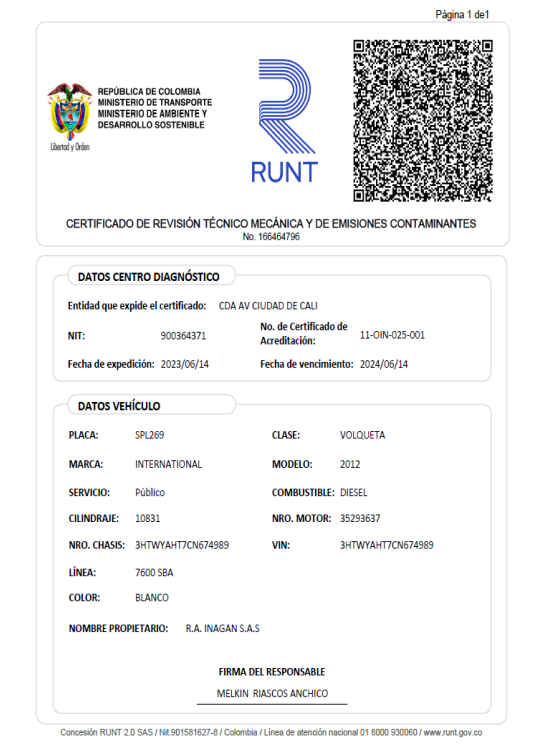 Página 1 de1
REPÚBLICA DE COLOMBIA
MINISTERIO DE TRANSPORTE
MINISTERIO DE AMBIENTE Y
DESARROLLO SOSTENIBLE
Libertad y Orden
RUNT
CERTIFICADO DE REVISIÓN TÉCNICO MECÁNICA Y DE EMISIONES CONTAMINANTES
No. 166464796
DATOS CENTRO DIAGNÓSTICO
Entidad que expide el certificado: CDA AV CIUDAD DE CALI
NIT: 900364371 No. de Certificado de Acreditación: 11-OIN-025-001
Fecha de expedición: 2023/06/14 Fecha de vencimiento: 2024/06/14
DATOS VEHÍCULO
PLACA: SPL269 CLASE: VOLQUETA
MARCA: INTERNATIONAL MODELO: 2012
SERVICIO: Público COMBUSTIBLE: DIESEL
CILINDRAJE: 10831 NRO. MOTOR: 35293637
NRO. CHASIS: 3HTWYAHT7CN674989 VIN: 3HTWYAHT7CN674989
LÍNEA: 7600 SBA
COLOR: BLANCO
NOMBRE PROPIETARIO: R.A. INAGAN S.A.S
FIRMA DEL RESPONSABLE
MELKIN RIASCOS ANCHICO
Concesión RUNT 2.0 SAS / Nit.901581627-8 / Colombia / Línea de atención nacional 01 8000 930060 / www.runt.gov.co